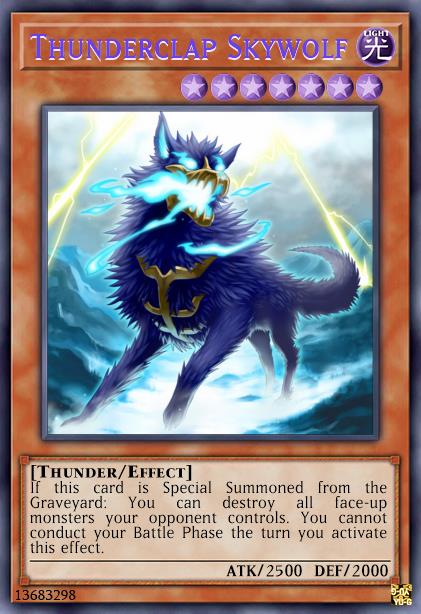 Thunderclap Skywolf
LIGHT
光
[Thunder/Effect]
If this card is Special Summoned from the
Graveyard: You can destroy all face-up
monsters your opponent controls. You cannot
conduct your Battle Phase the turn you activate
this effect.
ATK/2500 DEF/2000
13683298